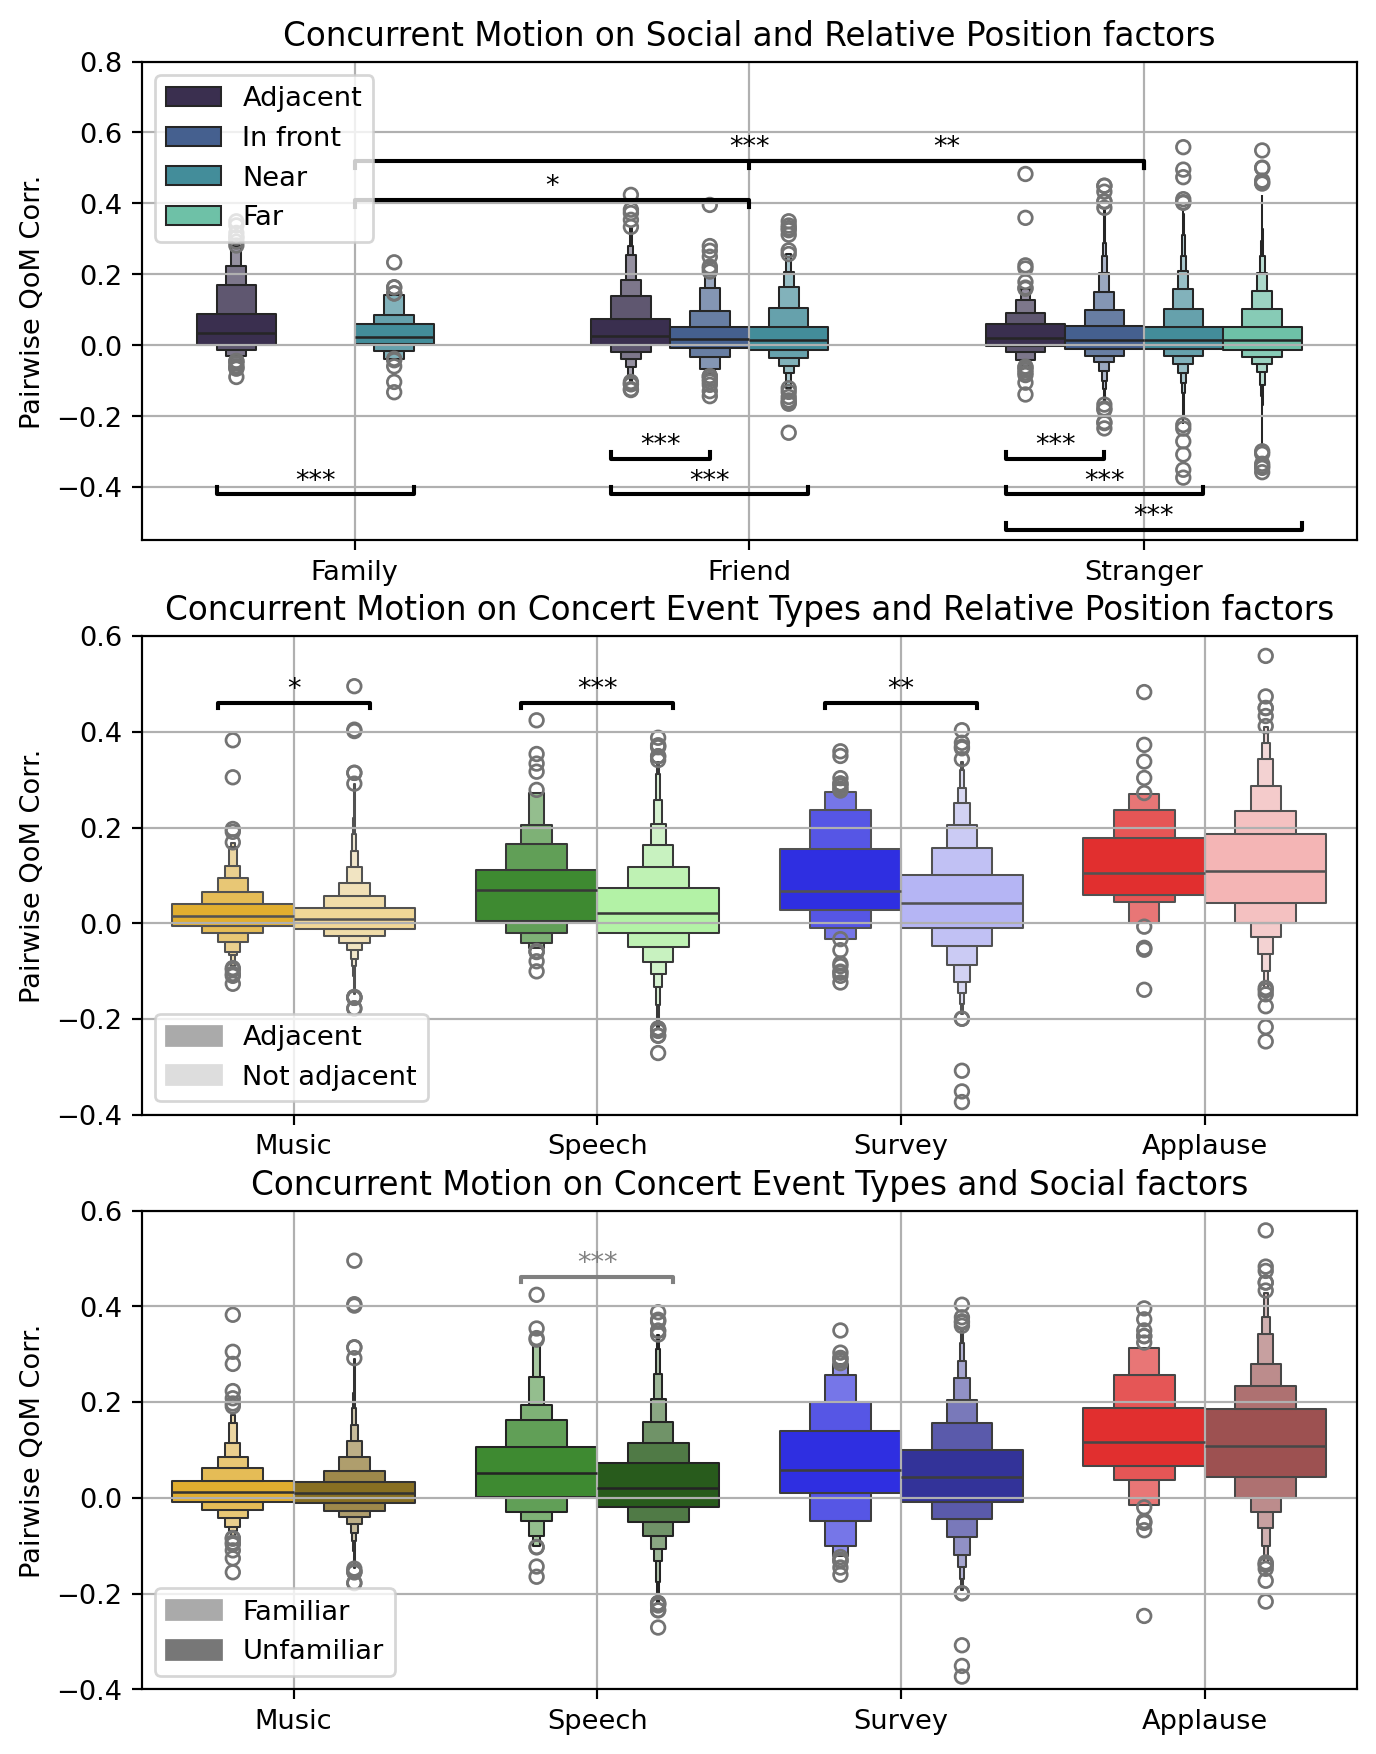 Concurrent Motion on Social and Relative Position factors
0.8
0.6
0.4
0.2
0.0
−0.2
−0.4
Pairwise QoM Corr.
Adjacent
In front
Near
Far
***
**
*
***
***
***
***
***
***
Family
Friend
Stranger
Concurrent Motion on Concert Event Types and Relative Position factors
0.6
0.4
0.2
0.0
−0.2
−0.4
Pairwise QoM Corr.
*
***
**
Adjacent
Not adjacent
Music
Speech
Survey
Applause
Concurrent Motion on Concert Event Types and Social factors
0.6
0.4
0.2
0.0
−0.2
−0.4
Pairwise QoM Corr.
***
Familiar
Unfamiliar
Music
Speech
Survey
Applause